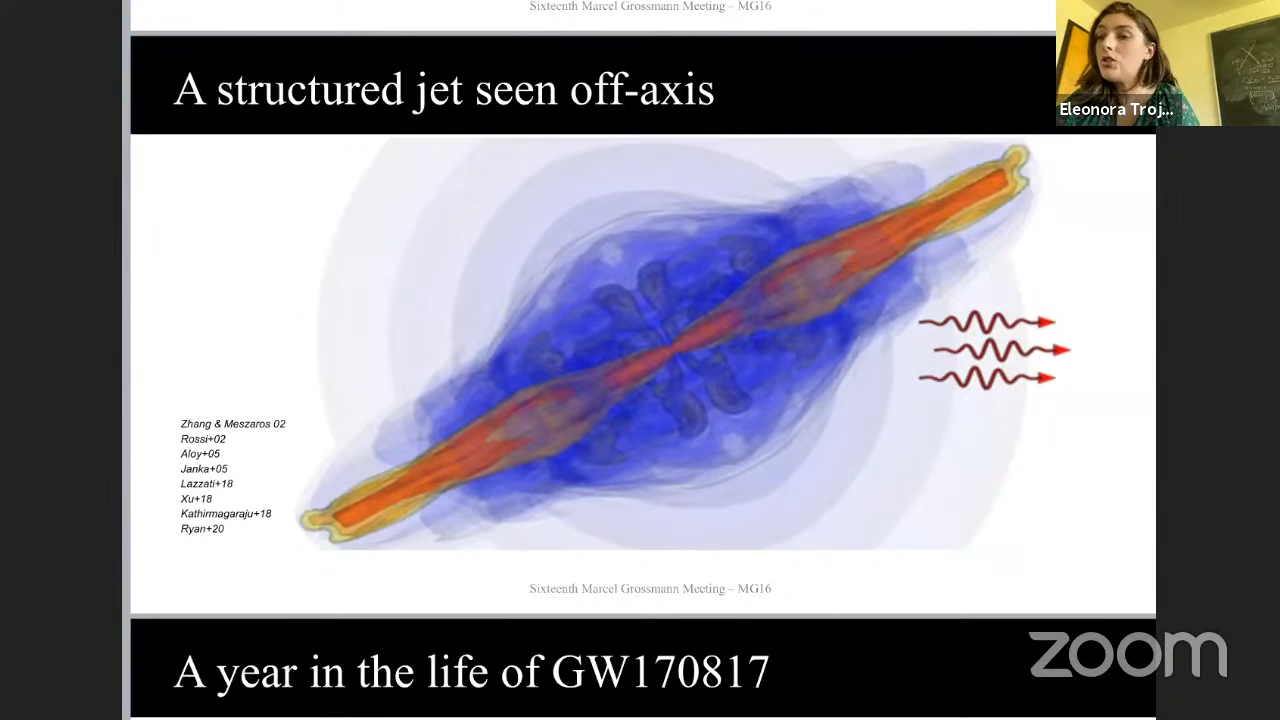 Sixteenth Marcel Grossmann Meeting – MG16
A structured jet seen off-axis
Eleonora Troj...
Zhang & Meszaros 02
Rossi+02
Aloy+05
Janka+05
Lazzati+18
Xu+18
Kathirmagaraju+18
Ryan+20
Sixteenth Marcel Grossmann Meeting – MG16
A year in the life of GW170817
zoom